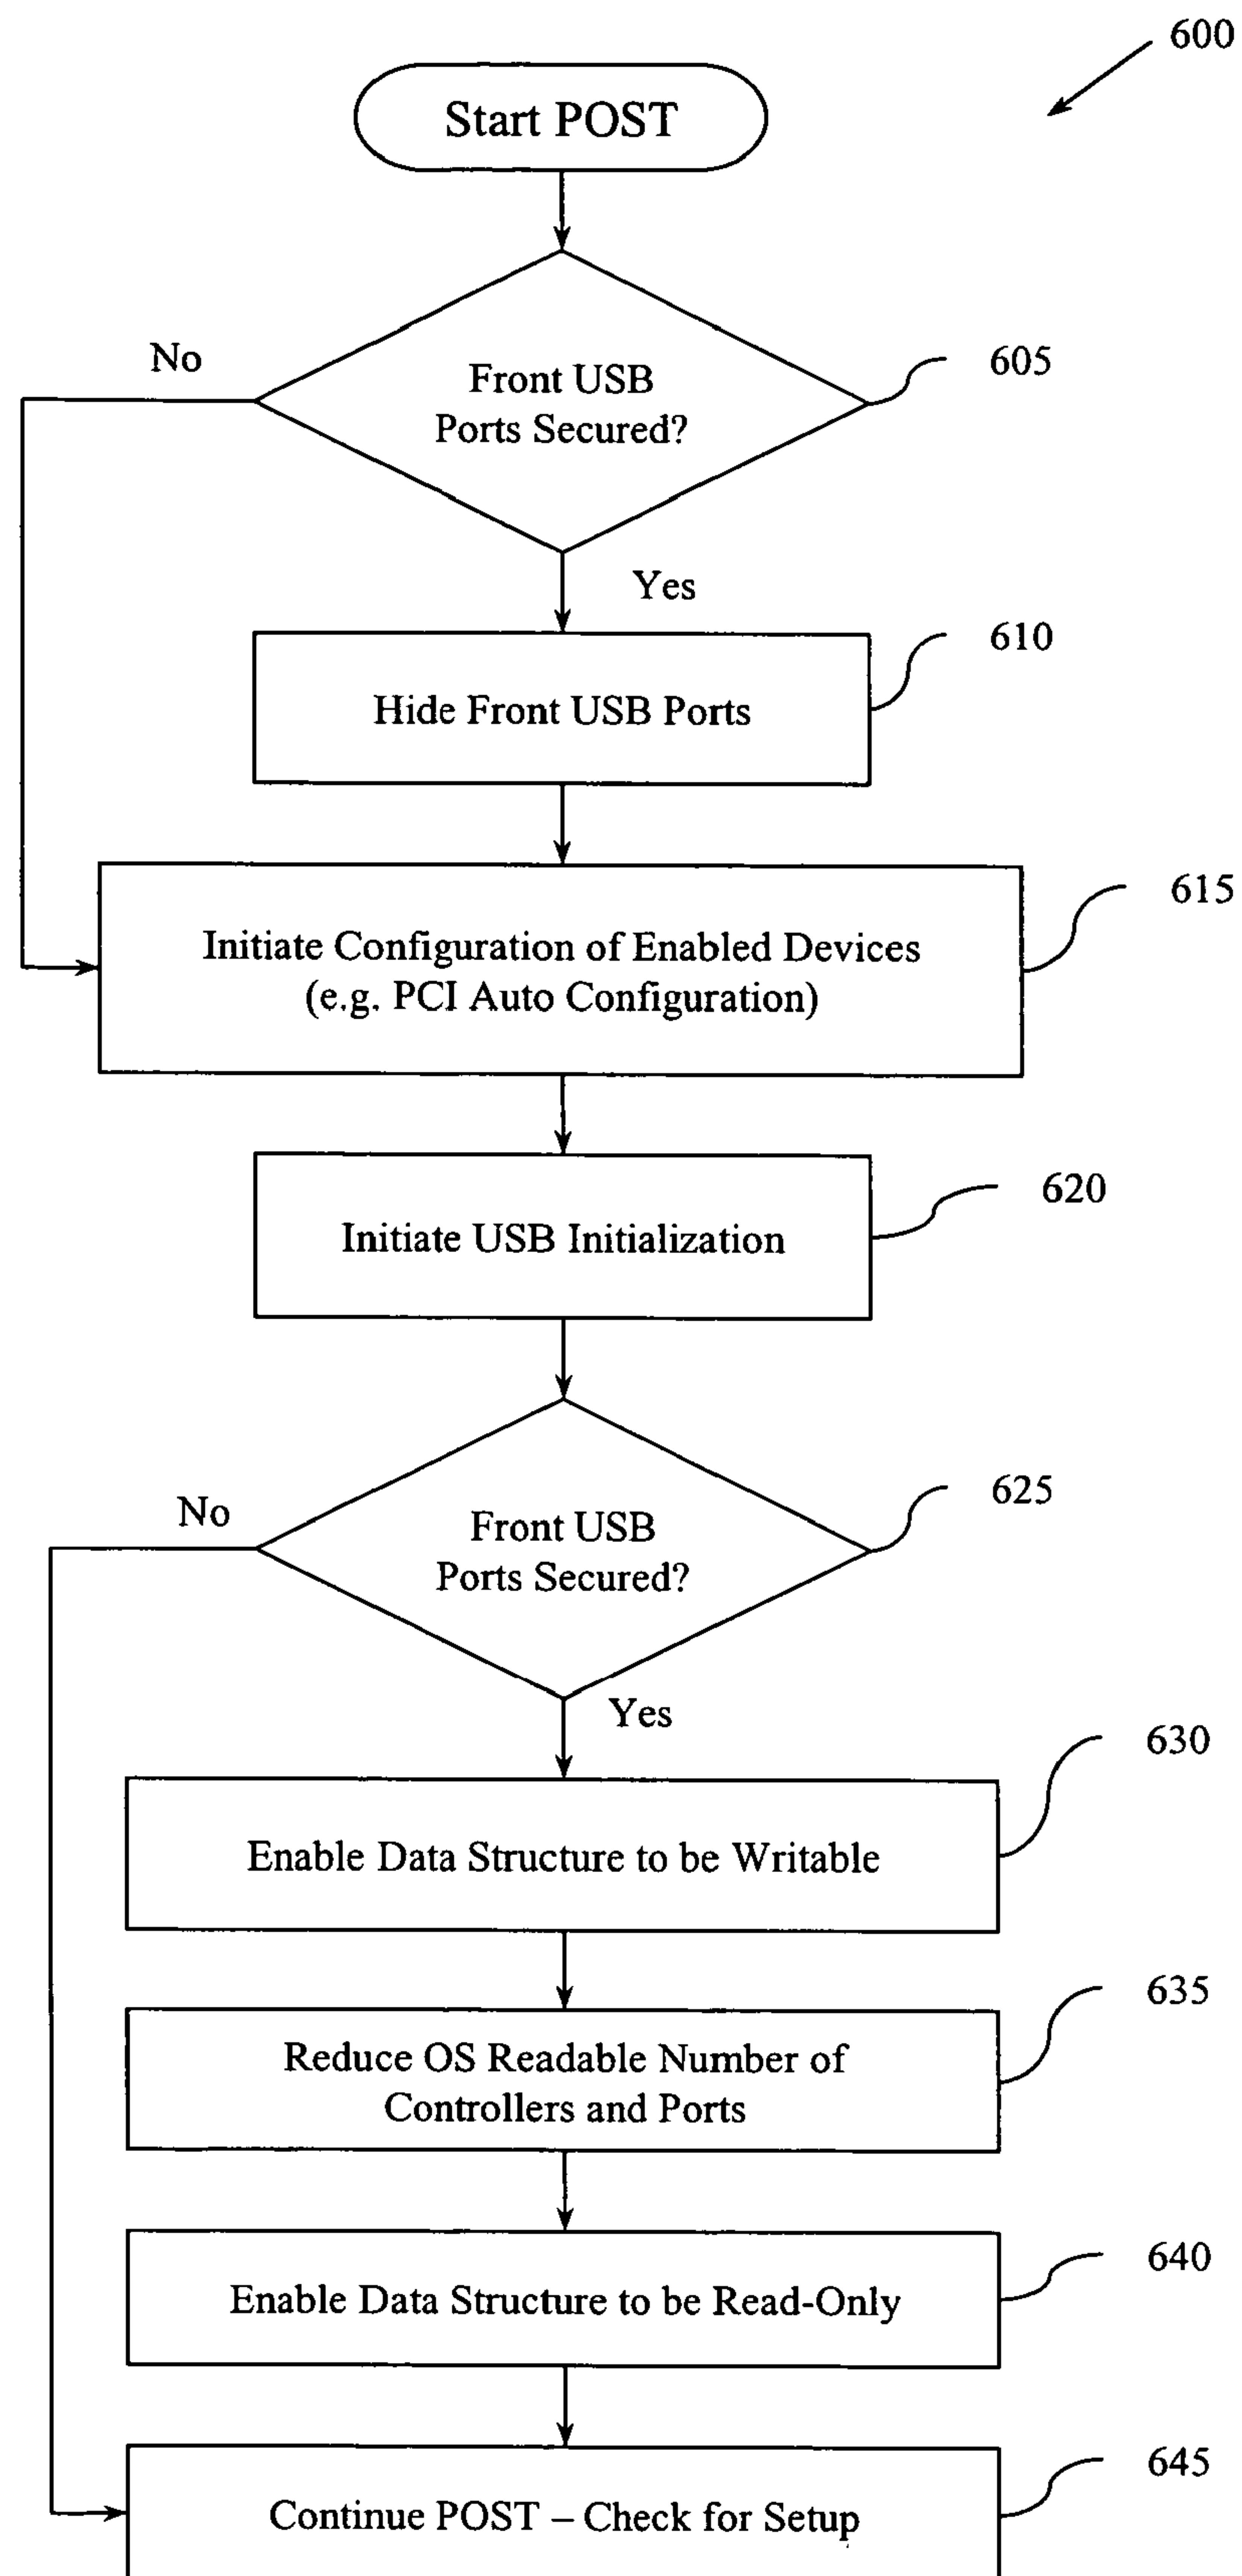 600
Start POST
No
605
Front USB
Ports Secured?
Yes
610
Hide Front USB Ports
615
Initiate Configuration of Enabled Devices
(e.g. PCI Auto Configuration)
620
Initiate USB Initialization
625
No
Front USB
Ports Secured?
Yes
630
Enable Data Structure to be Writable
635
Reduce OS Readable Number of
Controllers and Ports
640
Enable Data Structure to be Read-Only
645
Continue POST – Check for Setup